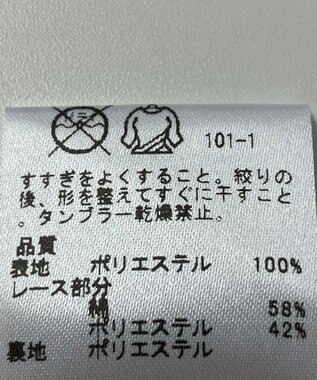 101-1
すすぎをよくすること。絞りの
後、形を整えてすぐに干すこと
。タンブラー乾燥禁止。
品質
表地 ポリエステル 100%
レース部分
綿 58%
ポリエステル 42%
裏地 ポリエステル